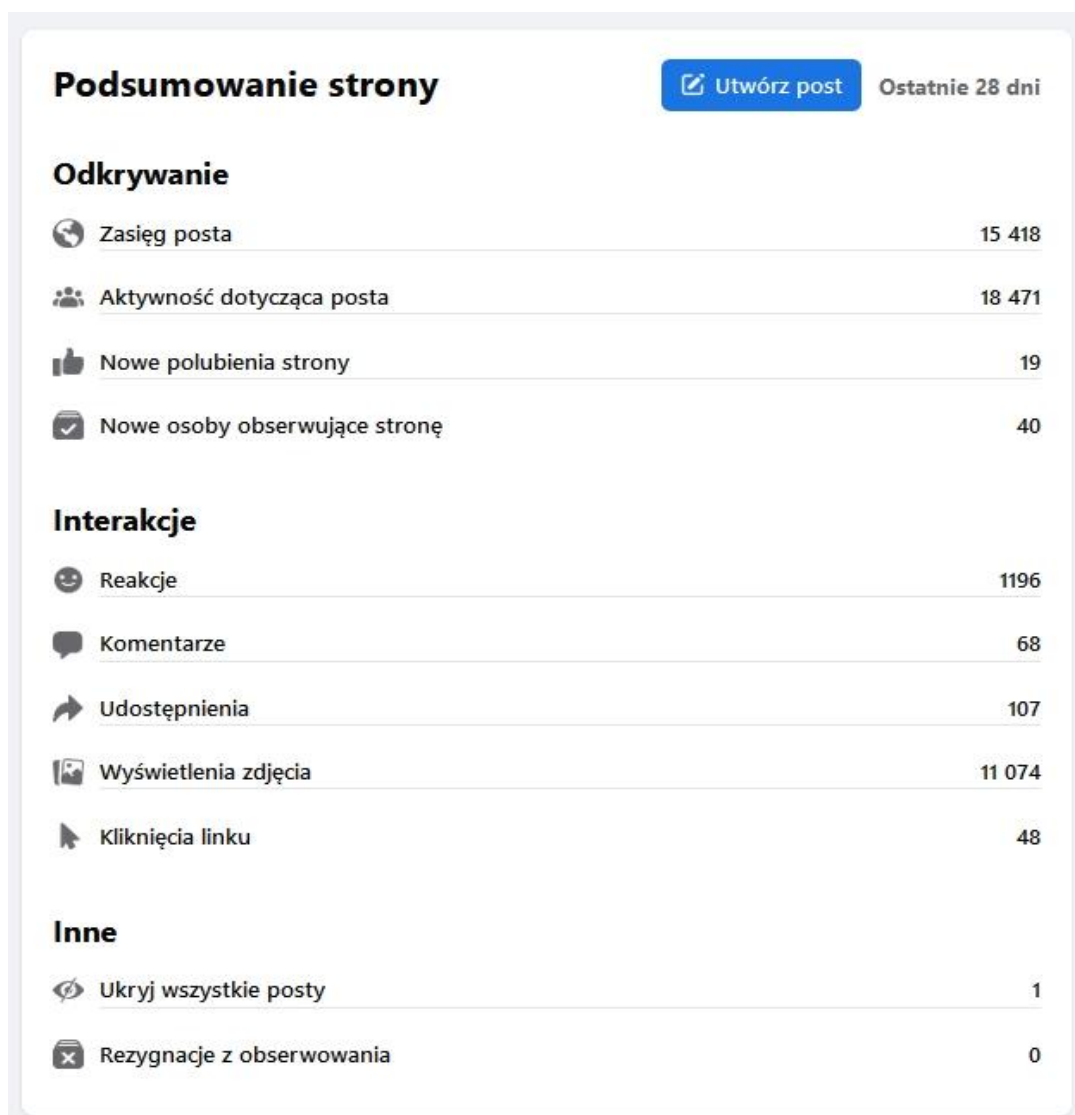 Podsumowanie strony
Utwórz post
Ostatnie 28 dni
Odkrywanie
Zasięg posta 15 418
Aktywność dotycząca posta 18 471
Nowe polubienia strony 19
Nowe osoby obserwujące stronę 40
Interakcje
Reakcje 1196
Komentarze 68
Udostępnienia 107
Wyświetlenia zdjęcia 11 074
Kliknięcia linku 48
Inne
Ukryj wszystkie posty 1
Rezygnacje z obserwowania 0